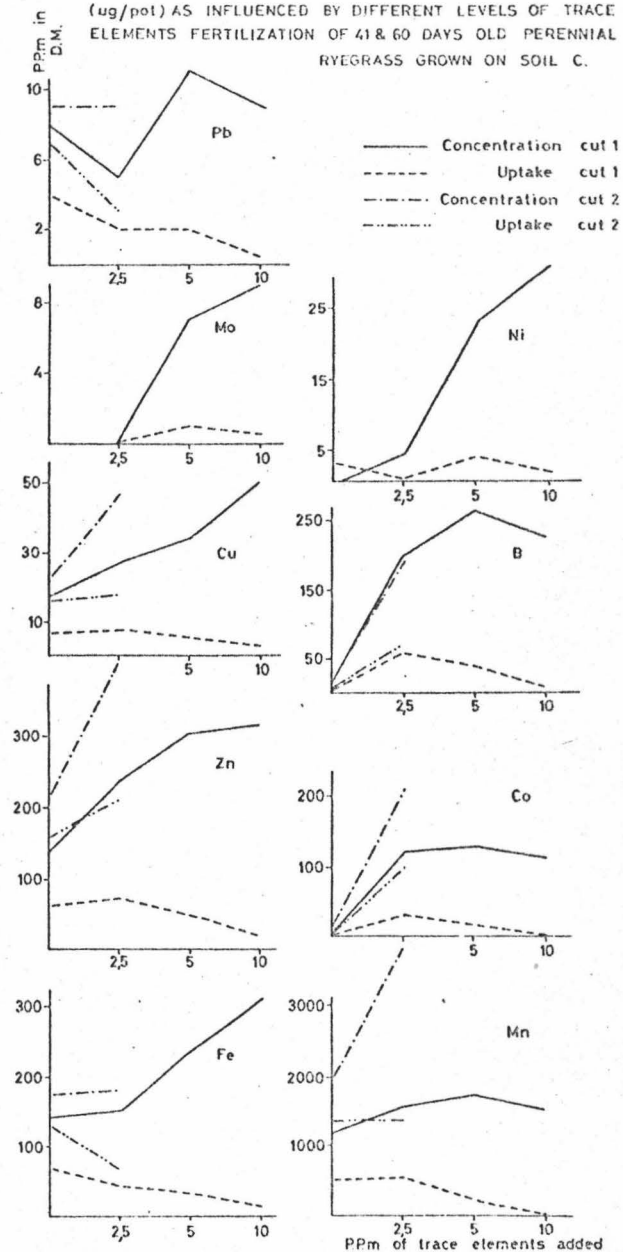 (ug/pot) AS INFLUENCED BY DIFFERENT LEVELS OF TRACE
ELEMENTS FERTILIZATION OF 41 & 60 DAYS OLD PERENNIAL
RYEGRASS GROWN ON SOIL C.
P.P.m in
D.M.
10
6
2
Pb
2,5
5
10
Concentration cut 1
Uptake cut 1
Concentration cut 2
Uptake cut 2
8
4
Mo
2,5
5
10
25
15
5
Ni
2,5
5
10
50
30
10
Cu
2,5
5
10
250
150
50
B
2,5
5
10
300
200
100
Zn
2,5
5
10
200
100
Co
2,5
5
10
300
200
100
Fe
2,5
5
10
3000
2000
1000
Mn
2,5
5
10
P.P.m of trace elements added